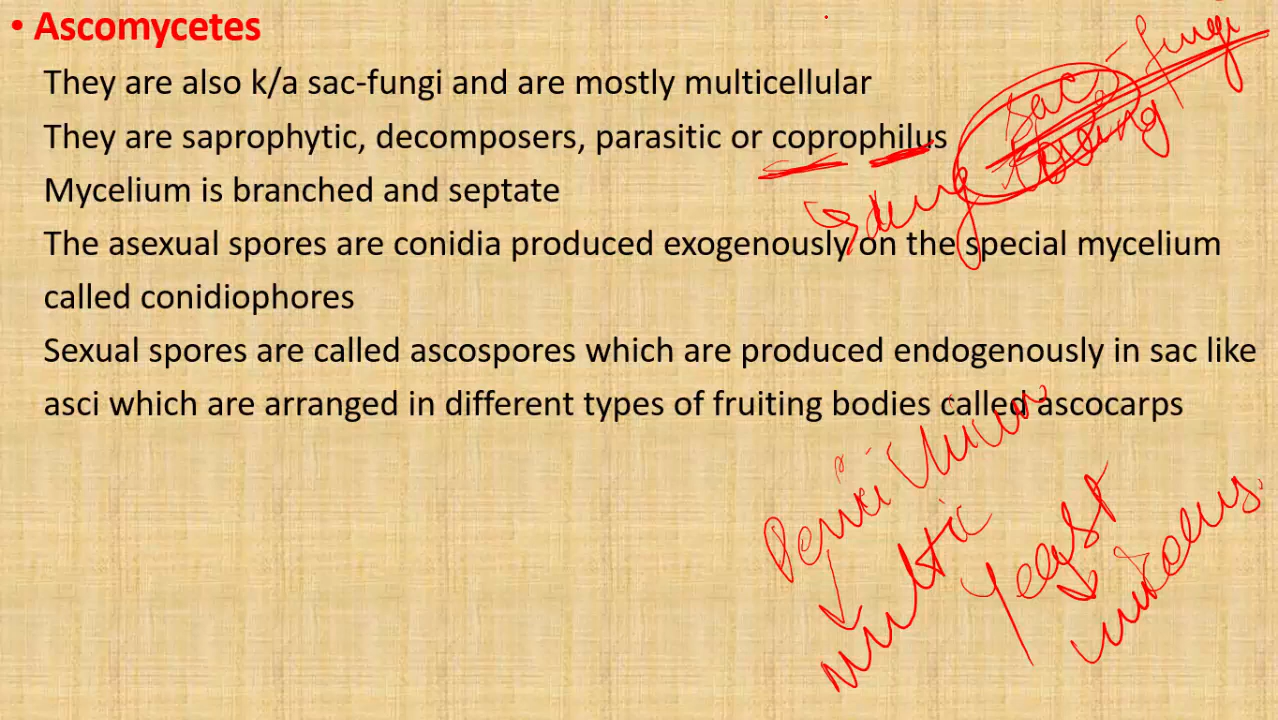 • Ascomycetes
They are also k/a sac-fungi and are mostly multicellular
They are saprophytic, decomposers, parasitic or coprophilus
Mycelium is branched and septate
The asexual spores are conidia produced exogenously on the special mycelium
called conidiophores
Sexual spores are called ascospores which are produced endogenously in sac like
asci which are arranged in different types of fruiting bodies called ascocarps
sac-fungi
dung
Penicillium
multic
Yeast